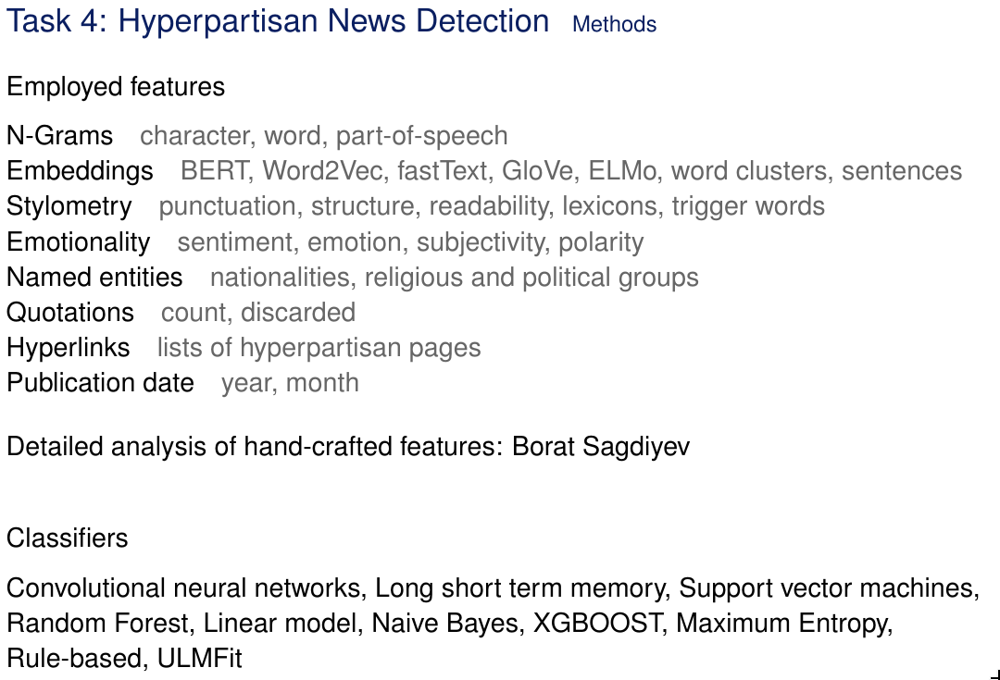 Task 4: Hyperpartisan News Detection Methods
Employed features
N-Grams character, word, part-of-speech
Embeddings BERT, Word2Vec, fastText, GloVe, ELMo, word clusters, sentences
Stylometry punctuation, structure, readability, lexicons, trigger words
Emotionality sentiment, emotion, subjectivity, polarity
Named entities nationalities, religious and political groups
Quotations count, discarded
Hyperlinks lists of hyperpartisan pages
Publication date year, month
Detailed analysis of hand-crafted features: Borat Sagdiyev
Classifiers
Convolutional neural networks, Long short term memory, Support vector machines,
Random Forest, Linear model, Naive Bayes, XGBOOST, Maximum Entropy,
Rule-based, ULMFit